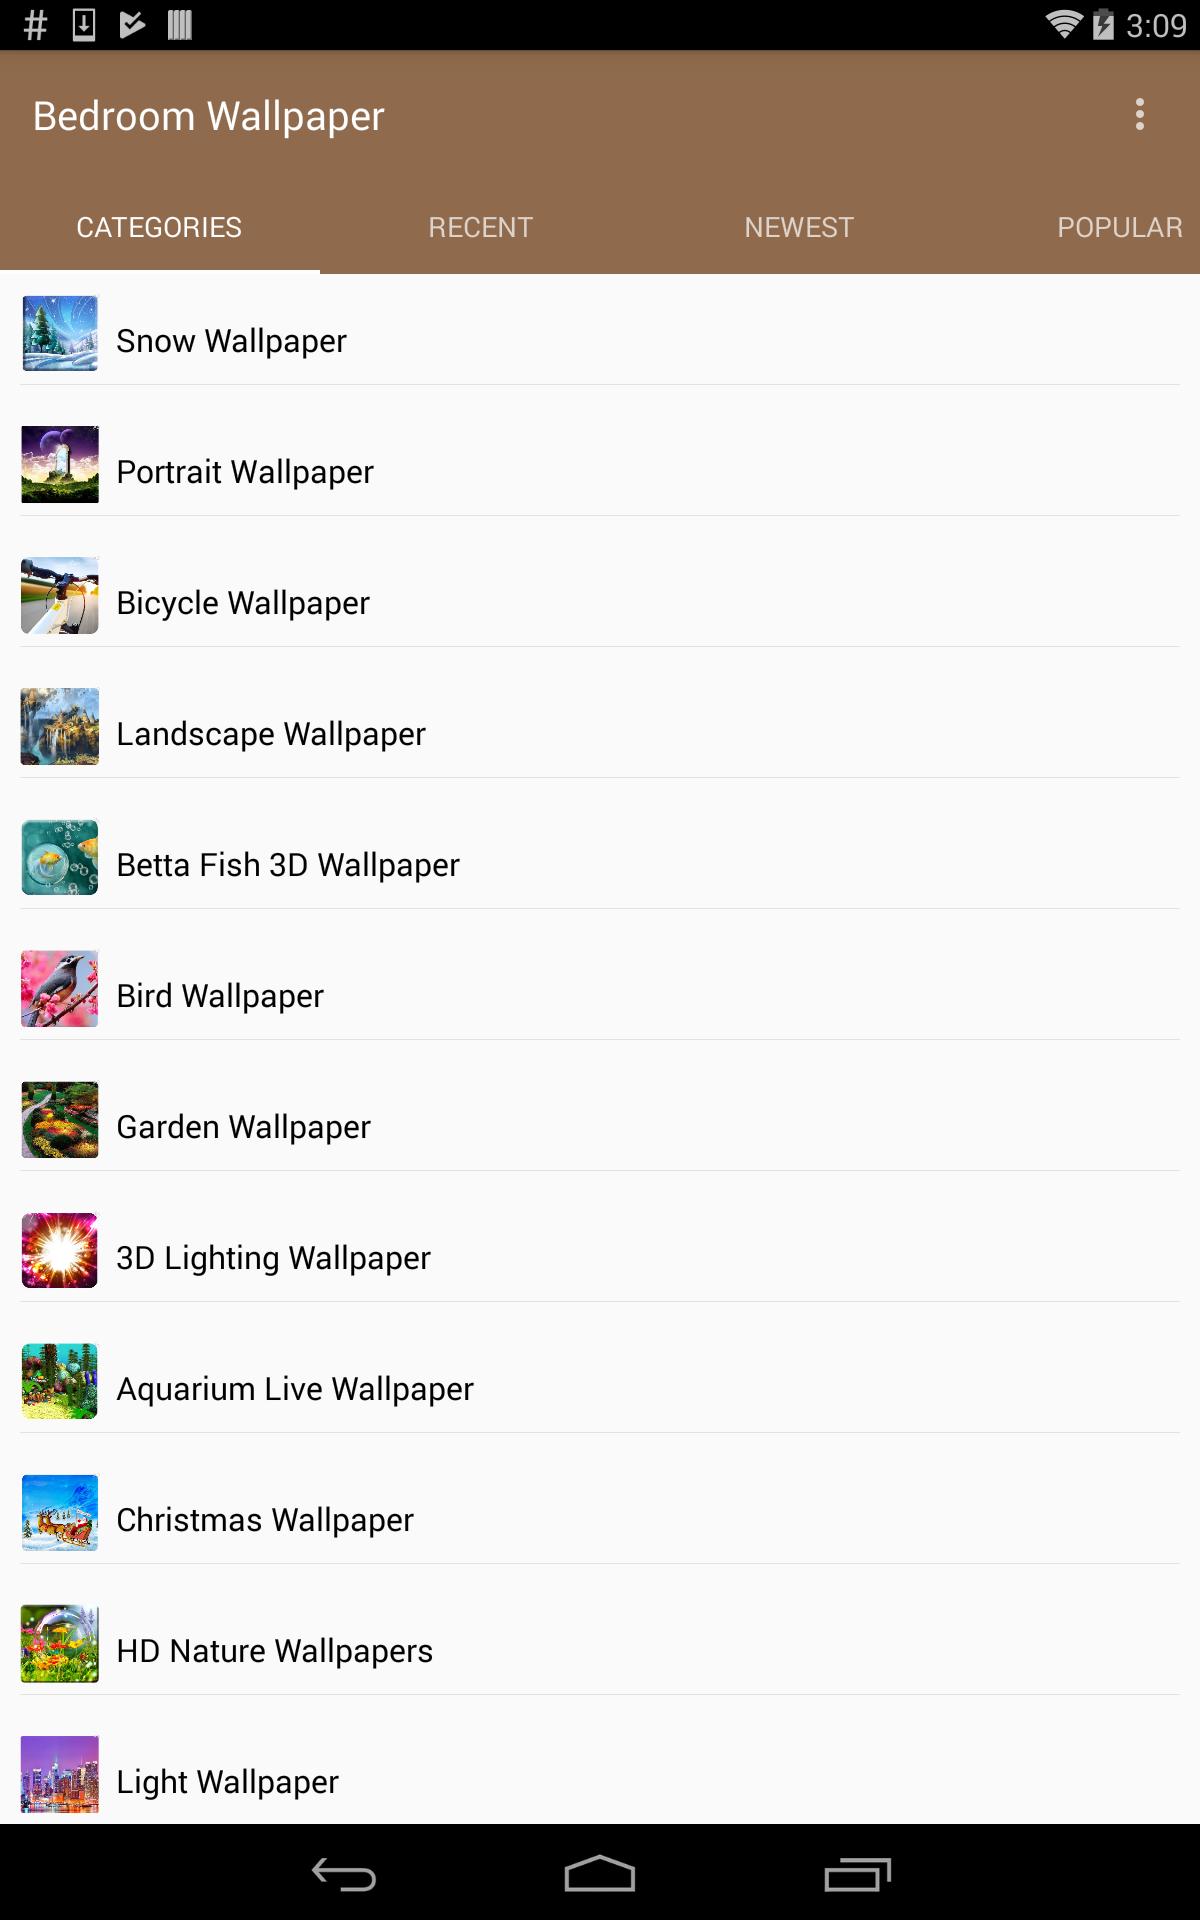 3:09
Bedroom Wallpaper
CATEGORIES RECENT NEWEST POPULAR
Snow Wallpaper
Portrait Wallpaper
Bicycle Wallpaper
Landscape Wallpaper
Betta Fish 3D Wallpaper
Bird Wallpaper
Garden Wallpaper
3D Lighting Wallpaper
Aquarium Live Wallpaper
Christmas Wallpaper
HD Nature Wallpapers
Light Wallpaper